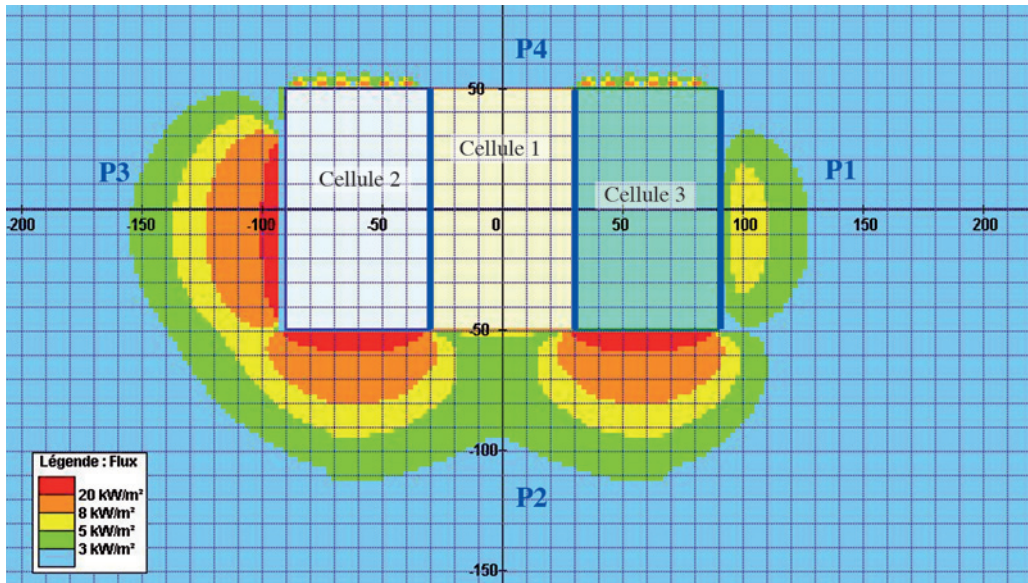 P4
50
Cellule 1
P3
Cellule 2
Cellule 3
P1
-200
-150
-100
-50
0
50
100
150
200
-50
-100
P2
-150
Légende : Flux
20 kW/m²
8 kW/m²
5 kW/m²
3 kW/m²